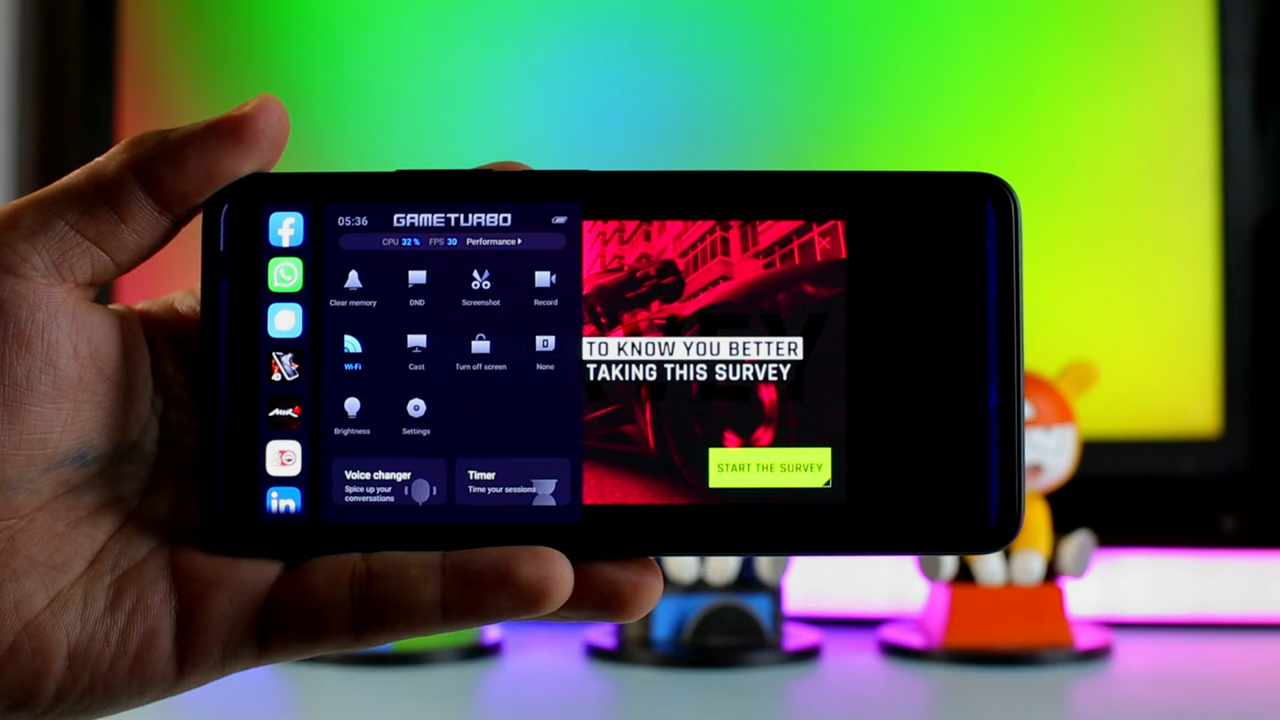 05:36 GAMETURBO
CPU 32 % FPS 30 Performance
Clear memory DND Screenshot Record
Wi-Fi Cast Turn off screen None
Brightness Settings
Voice changer
Spice up your
conversations
Timer
Time your sessions
in
TO KNOW YOU BETTER
TAKING THIS SURVEY
START THE SURVEY